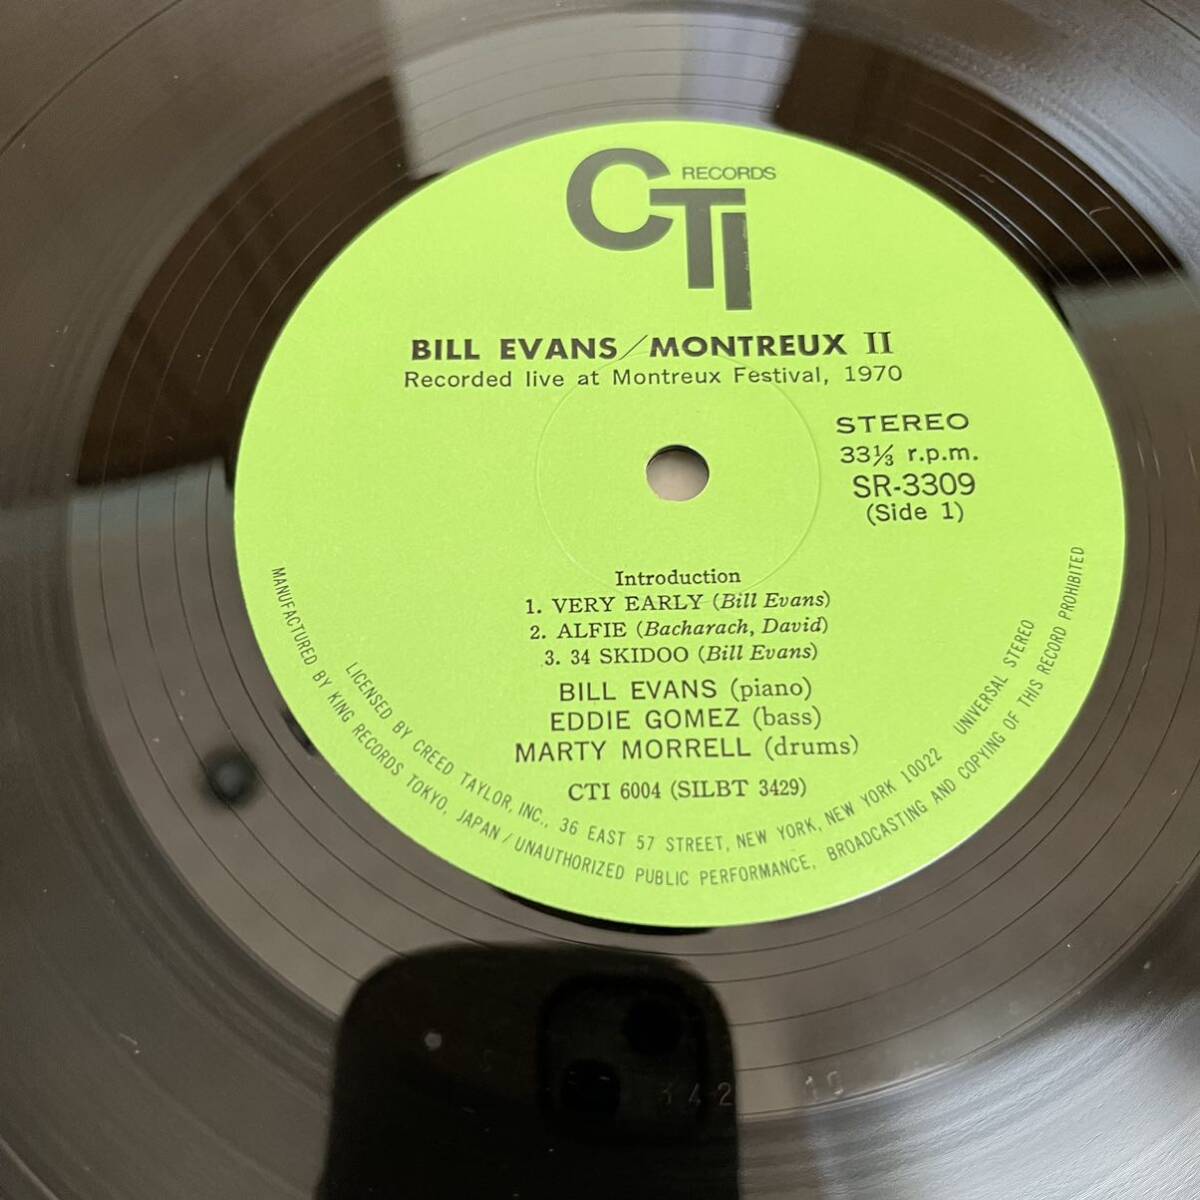 CTI RECORDS
BILL EVANS/MONTREUX II
Recorded live at Montreux Festival, 1970
STEREO
33⅓ r.p.m.
SR-3309
(Side 1)
Introduction
1. VERY EARLY (Bill Evans)
2. ALFIE (Bacharach, David)
3. 34 SKIDOO (Bill Evans)
BILL EVANS (piano)
EDDIE GOMEZ (bass)
MARTY MORRELL (drums)
CTI 6004 (SILBT 3429)
LICENSED BY CREED TAYLOR, INC., 36 EAST 57 STREET, NEW YORK, NEW YORK 10022 UNIVERSAL STEREO
MANUFACTURED BY KING RECORDS TOKYO, JAPAN/UNAUTHORIZED PUBLIC PERFORMANCE, BROADCASTING AND COPYING OF THIS RECORD PROHIBITED